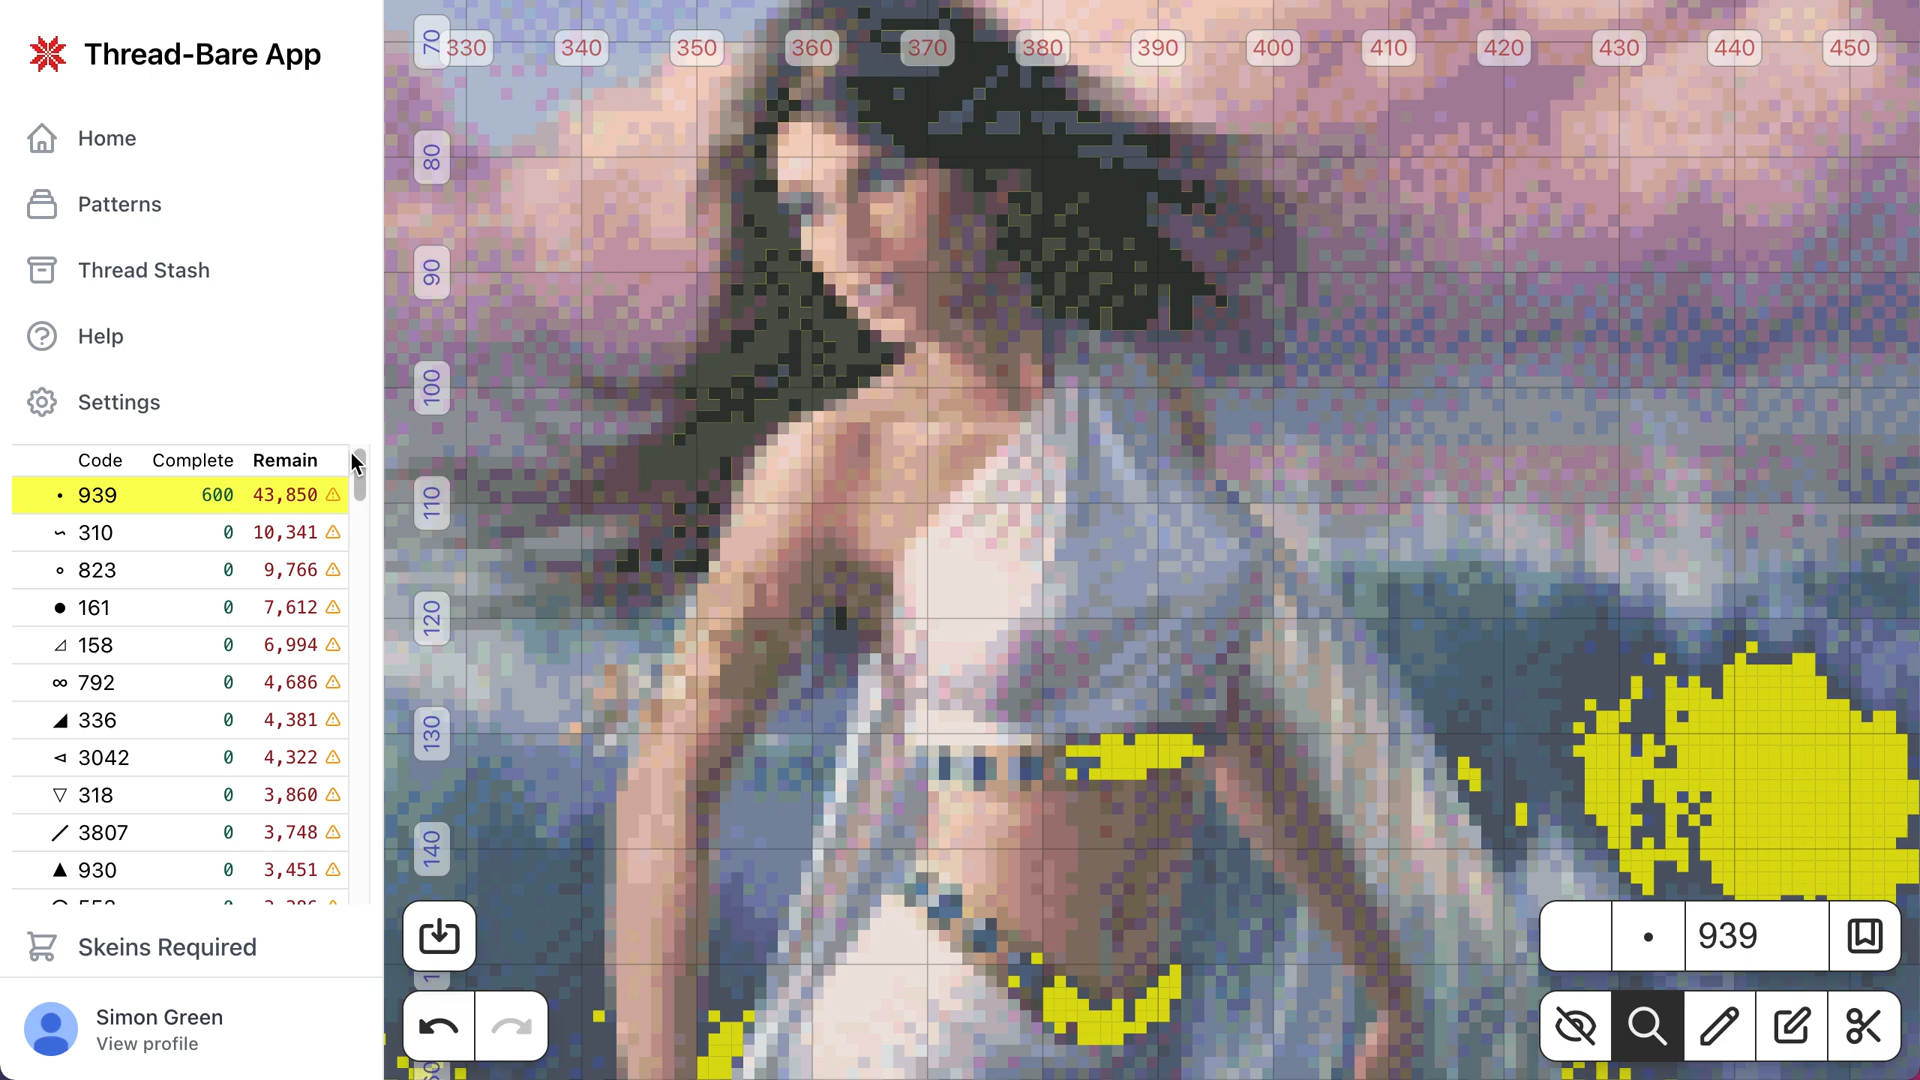 Thread-Bare App
Home
Patterns
Thread Stash
Help
Settings
Code Complete Remain
939 600 43,850
310 0 10,341
823 0 9,766
161 0 7,612
158 0 6,994
792 0 4,686
336 0 4,381
3042 0 4,322
318 0 3,860
3807 0 3,748
930 0 3,451
Skeins Required
Simon Green
View profile
330 340 350 360 370 380 390 400 410 420 430 440 450
70
80
90
100
110
120
130
140
939